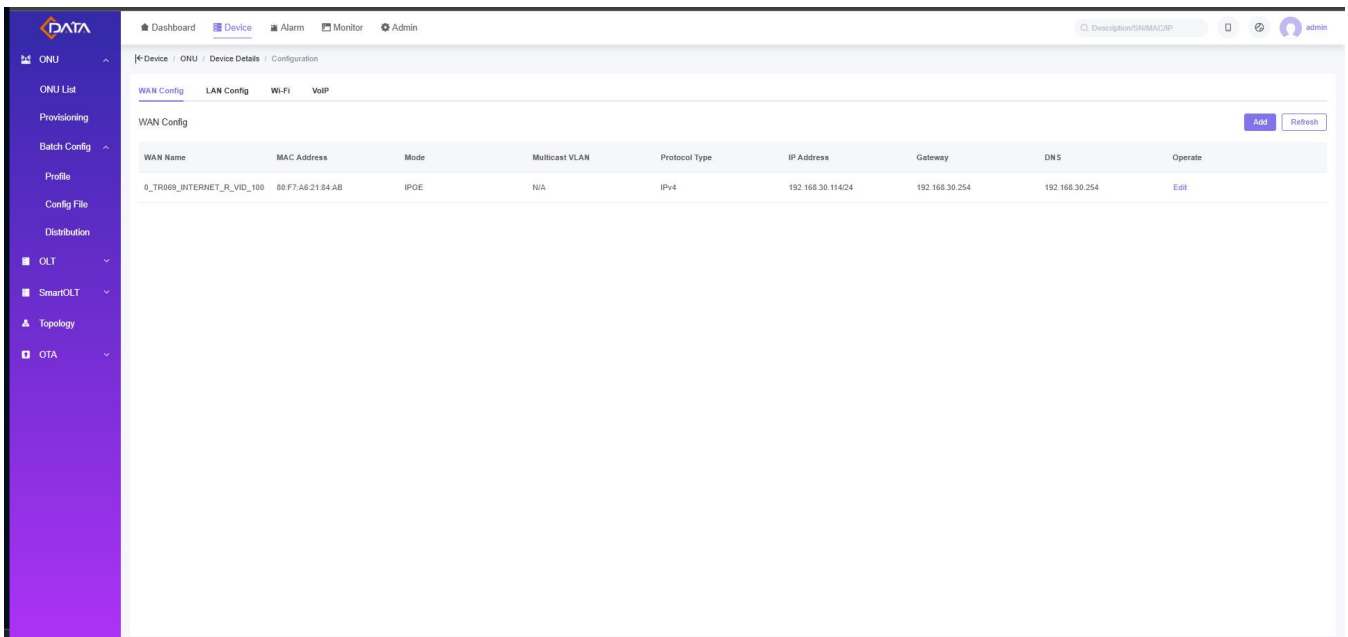 DATA
Dashboard Device Alarm Monitor Admin
Description/SN/MAC/IP
admin
ONU
ONU List
Provisioning
Batch Config
Profile
Config File
Distribution
OLT
SmartOLT
Topology
OTA
Device / ONU / Device Details / Configuration
WAN Config LAN Config Wi-Fi VoIP
WAN Config
Add Refresh
WAN Name MAC Address Mode Multicast VLAN Protocol Type IP Address Gateway DNS Operate
0_TR069_INTERNET_R_VID_100 80:F7:A6:21:84:AB IPOE N/A IPv4 192.168.30.114/24 192.168.30.254 192.168.30.254 Edit